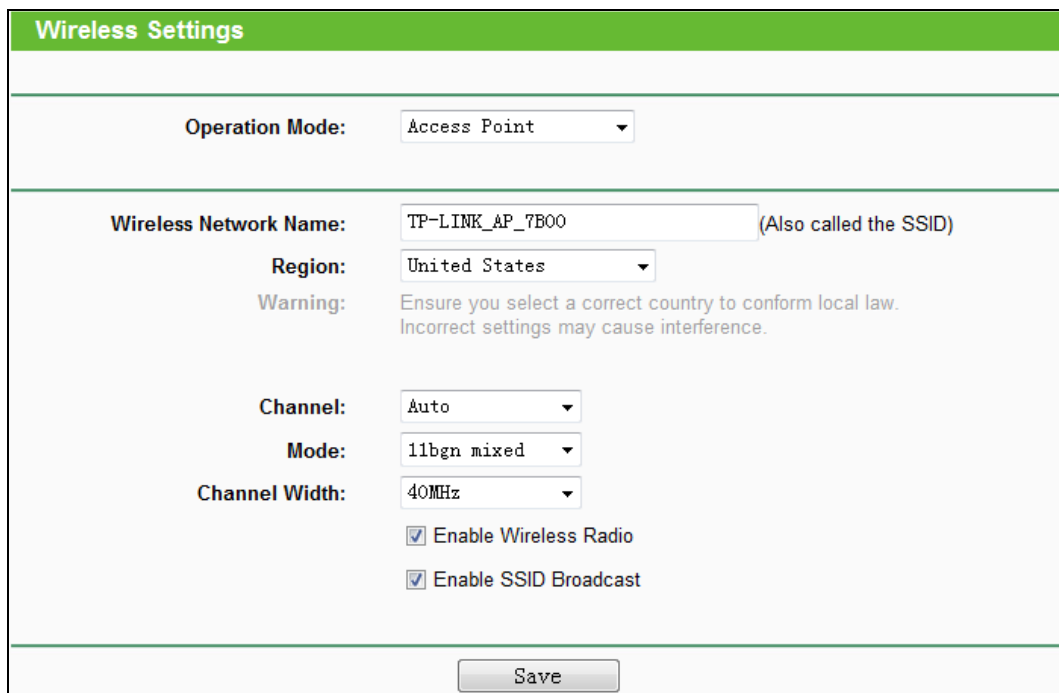 Wireless Settings
Operation Mode: Access Point
Wireless Network Name: TP-LINK_AP_7B00 (Also called the SSID)
Region: United States
Warning: Ensure you select a correct country to conform local law.
Incorrect settings may cause interference.
Channel: Auto
Mode: 11bgn mixed
Channel Width: 40MHz
Enable Wireless Radio
Enable SSID Broadcast
Save